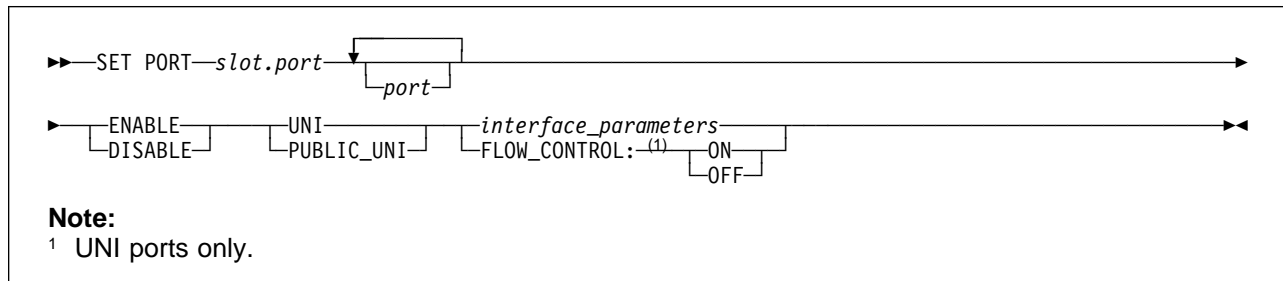 SET PORT slot.port
port
ENABLE UNI interface_parameters
DISABLE PUBLIC_UNI FLOW_CONTROL: (1) ON
OFF
Note:
1 UNI ports only.